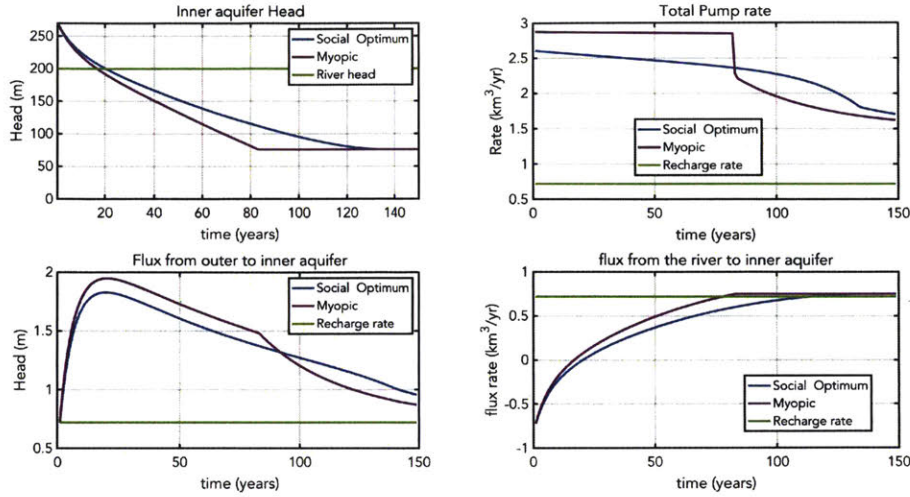 Inner aquifer Head
250
200
150
100
50
0
Head (m)
20
40
60
80
100
120
140
time (years)
Social Optimum
Myopic
River head
Total Pump rate
3
2.5
2
1.5
1
0.5
Rate (km³/yr)
0
50
100
150
time (years)
Social Optimum
Myopic
Recharge rate
Flux from outer to inner aquifer
2
1.5
1
0.5
Head (m)
0
50
100
150
time (years)
Social Optimum
Myopic
Recharge rate
flux from the river to inner aquifer
1
0.5
0
-0.5
-1
flux rate (km³/yr)
0
50
100
150
time (years)
Social Optimum
Myopic
Recharge rate